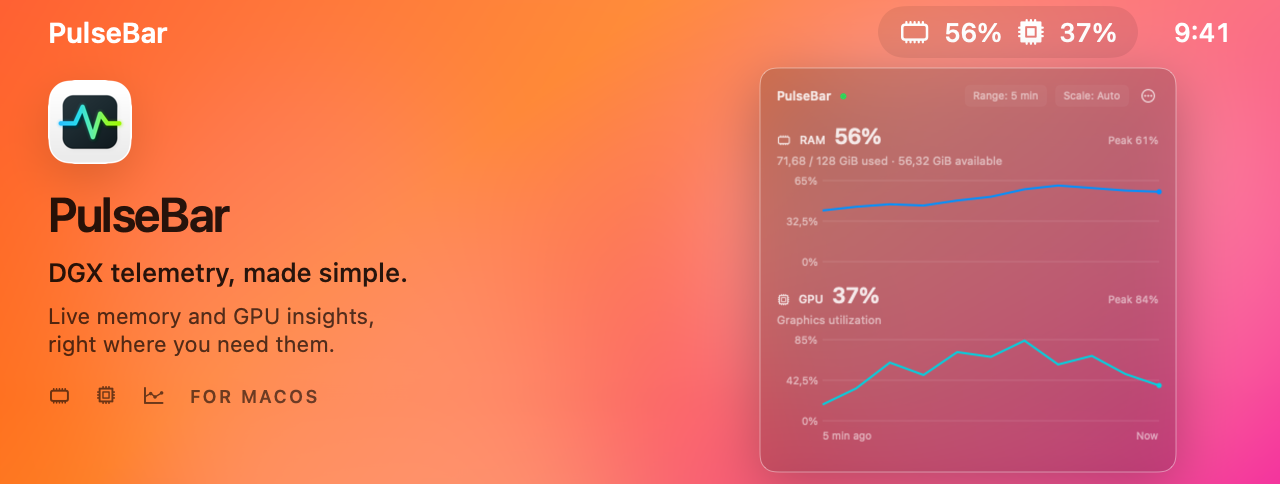 PulseBar
56% 37% 9:41
PulseBar
DGX telemetry, made simple.
Live memory and GPU insights,
right where you need them.
FOR MACOS
PulseBar Range: 5 min Scale: Auto
RAM 56% Peak 61%
71,68 / 128 GiB used · 56,32 GiB available
65%
32,5%
0%
GPU 37% Peak 84%
Graphics utilization
85%
42,5%
0%
5 min ago Now